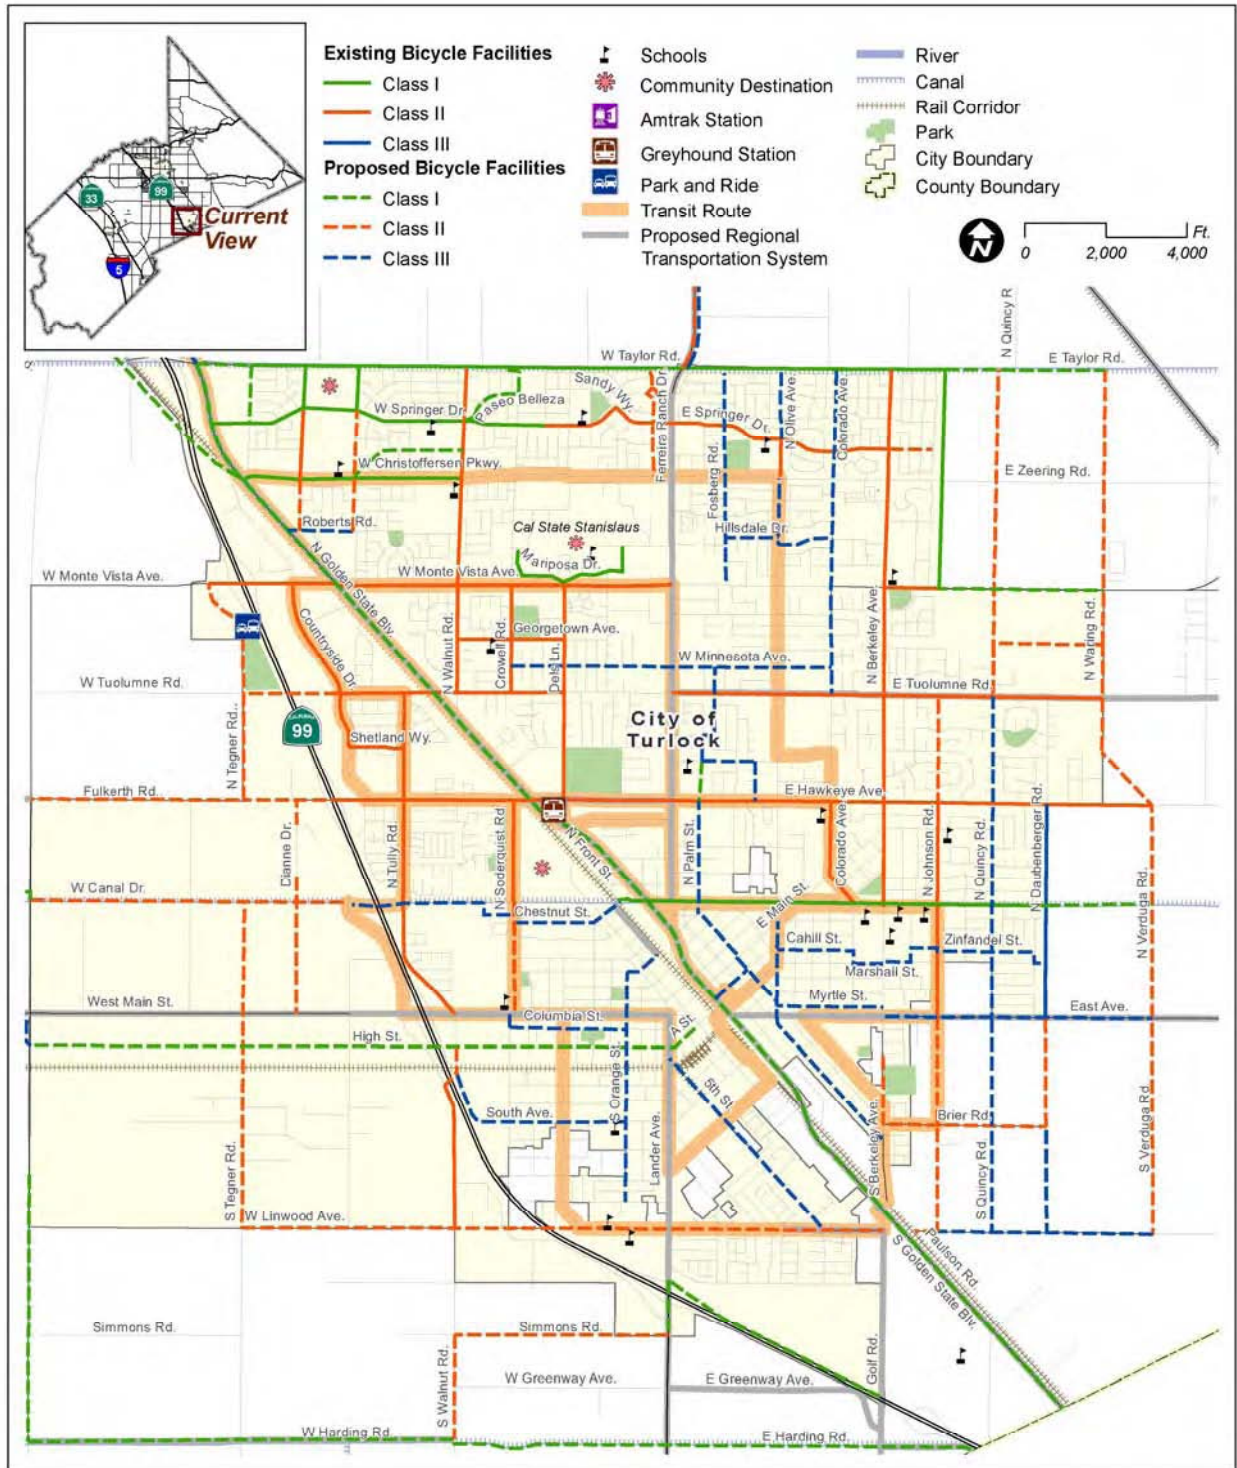 Existing Bicycle Facilities
Class I
Class II
Class III
Proposed Bicycle Facilities
Class I
Class II
Class III
Schools
Community Destination
Amtrak Station
Greyhound Station
Park and Ride
Transit Route
Proposed Regional
Transportation System
River
Canal
Rail Corridor
Park
City Boundary
County Boundary
33
99
5
Current
View
N
Ft.
0
2,000
4,000
N Quincy R
W Taylor Rd.
E Taylor Rd.
W Springer Dr.
Paseo Belleza
Sandy Wy.
Ferreira Ranch Dr.
E Springer Dr.
N Olive Ave.
Colorado Ave.
Fosberg Rd.
W Christoffersen Pkwy.
E Zeering Rd.
Roberts Rd.
Cal State Stanislaus
Hillsdale Dr.
Mariposa Dr.
N Golden State Blv.
W Monte Vista Ave.
W Monte Vista Ave.
Countryside Dr.
N Walnut Rd.
Crowell Rd.
Georgetown Ave.
Dels Ln.
W Minnesota Ave.
N Berkeley Ave.
N Waring Rd.
W Tuolumne Rd.
E Tuolumne Rd.
N Tegner Rd.
CALIFORNIA
99
Shetland Wy.
City of
Turlock
Fulkerth Rd.
E Hawkeye Ave.
Dianne Dr.
N Tully Rd.
N Soderquist Rd
N Front St.
N Palm St.
Colorado Ave.
N Johnson Rd.
N Quincy Rd.
N Daubenberger Rd.
W Canal Dr.
Chestnut St.
E Main St.
Cahill St.
Zinfandel St.
N Verduga Rd.
Marshall St.
West Main St.
Columbia St.
Myrtle St.
East Ave.
High St.
A St.
S Orange St.
5th St.
South Ave.
Lander Ave.
S Berkeley Ave.
Brier Rd.
S Tegner Rd.
S Quincy Rd.
S Verduga Rd
W Linwood Ave.
Paulson Rd.
S Golden State Blv.
Simmons Rd.
Simmons Rd.
S Walnut Rd.
W Greenway Ave.
E Greenway Ave.
Golf Rd.
W Harding Rd.
E Harding Rd.